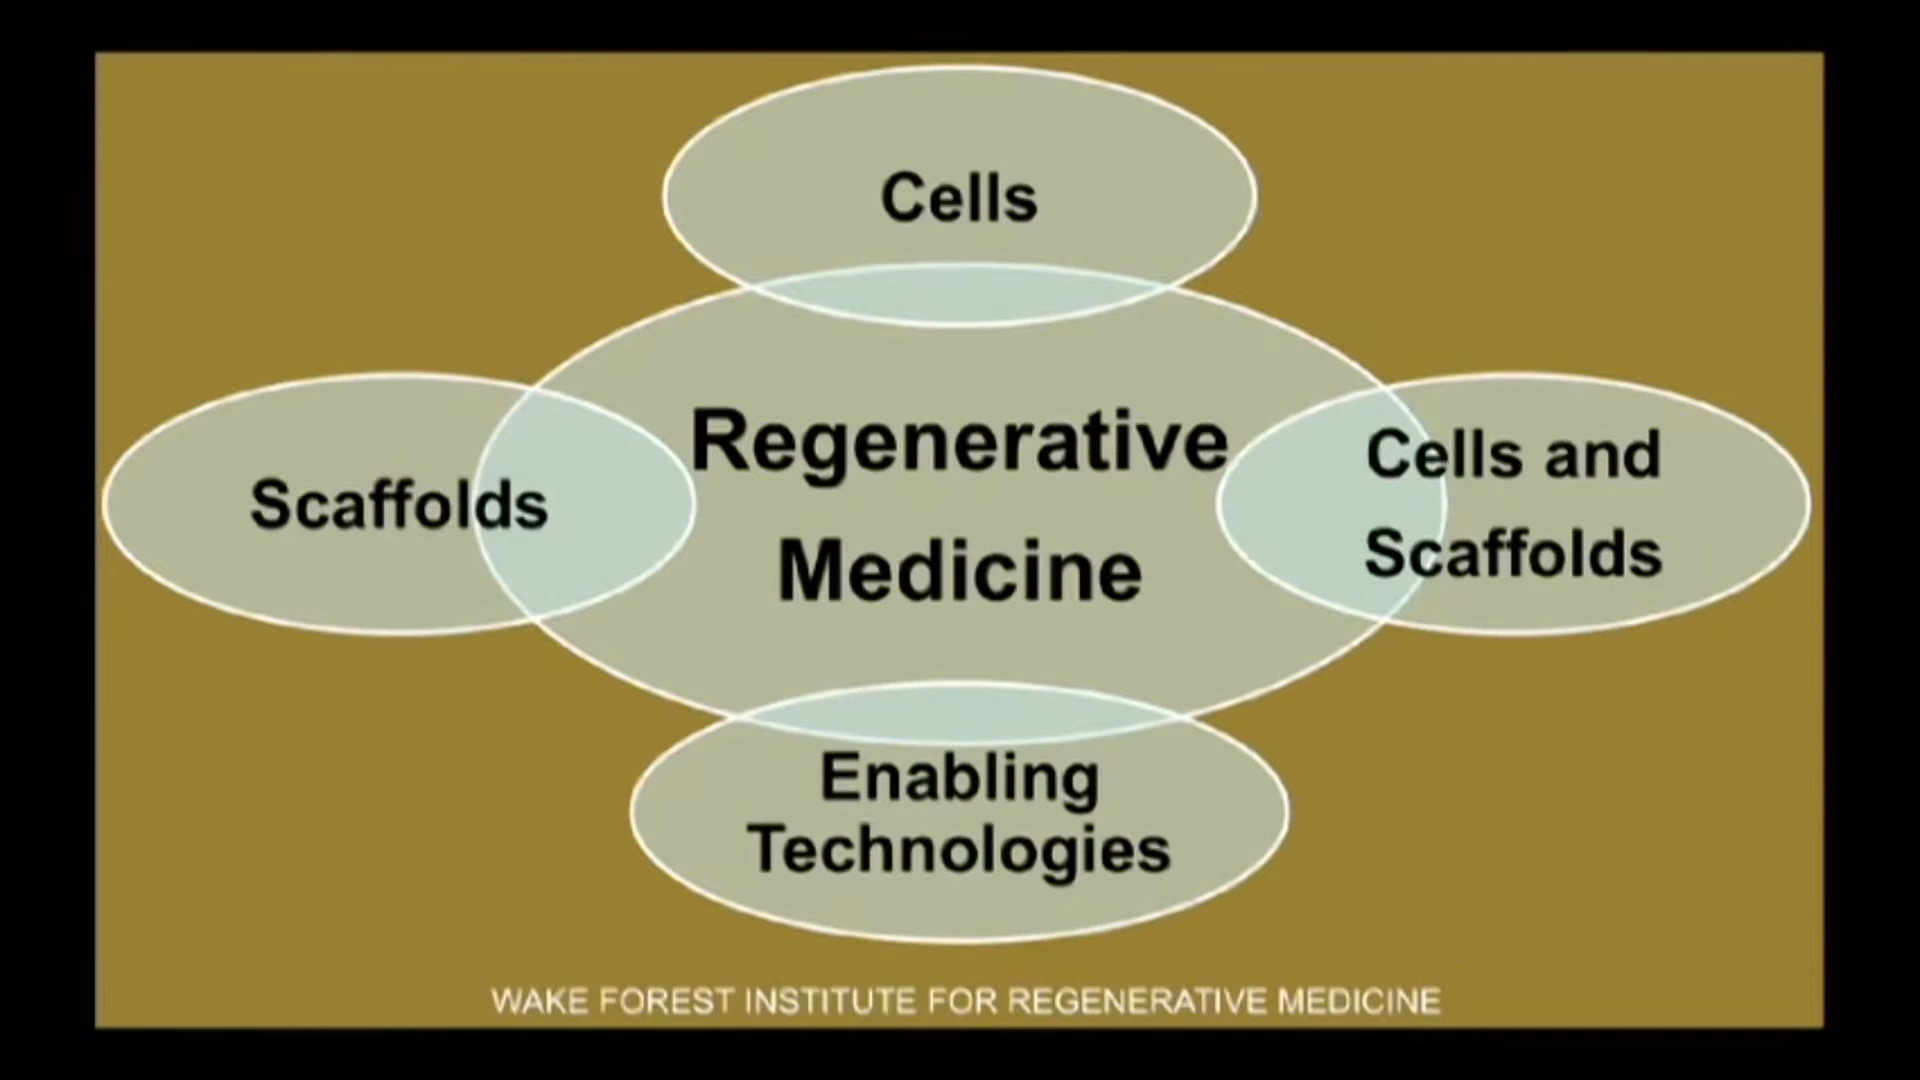 Cells
Scaffolds
Regenerative
Medicine
Cells and
Scaffolds
Enabling
Technologies
WAKE FOREST INSTITUTE FOR REGENERATIVE MEDICINE